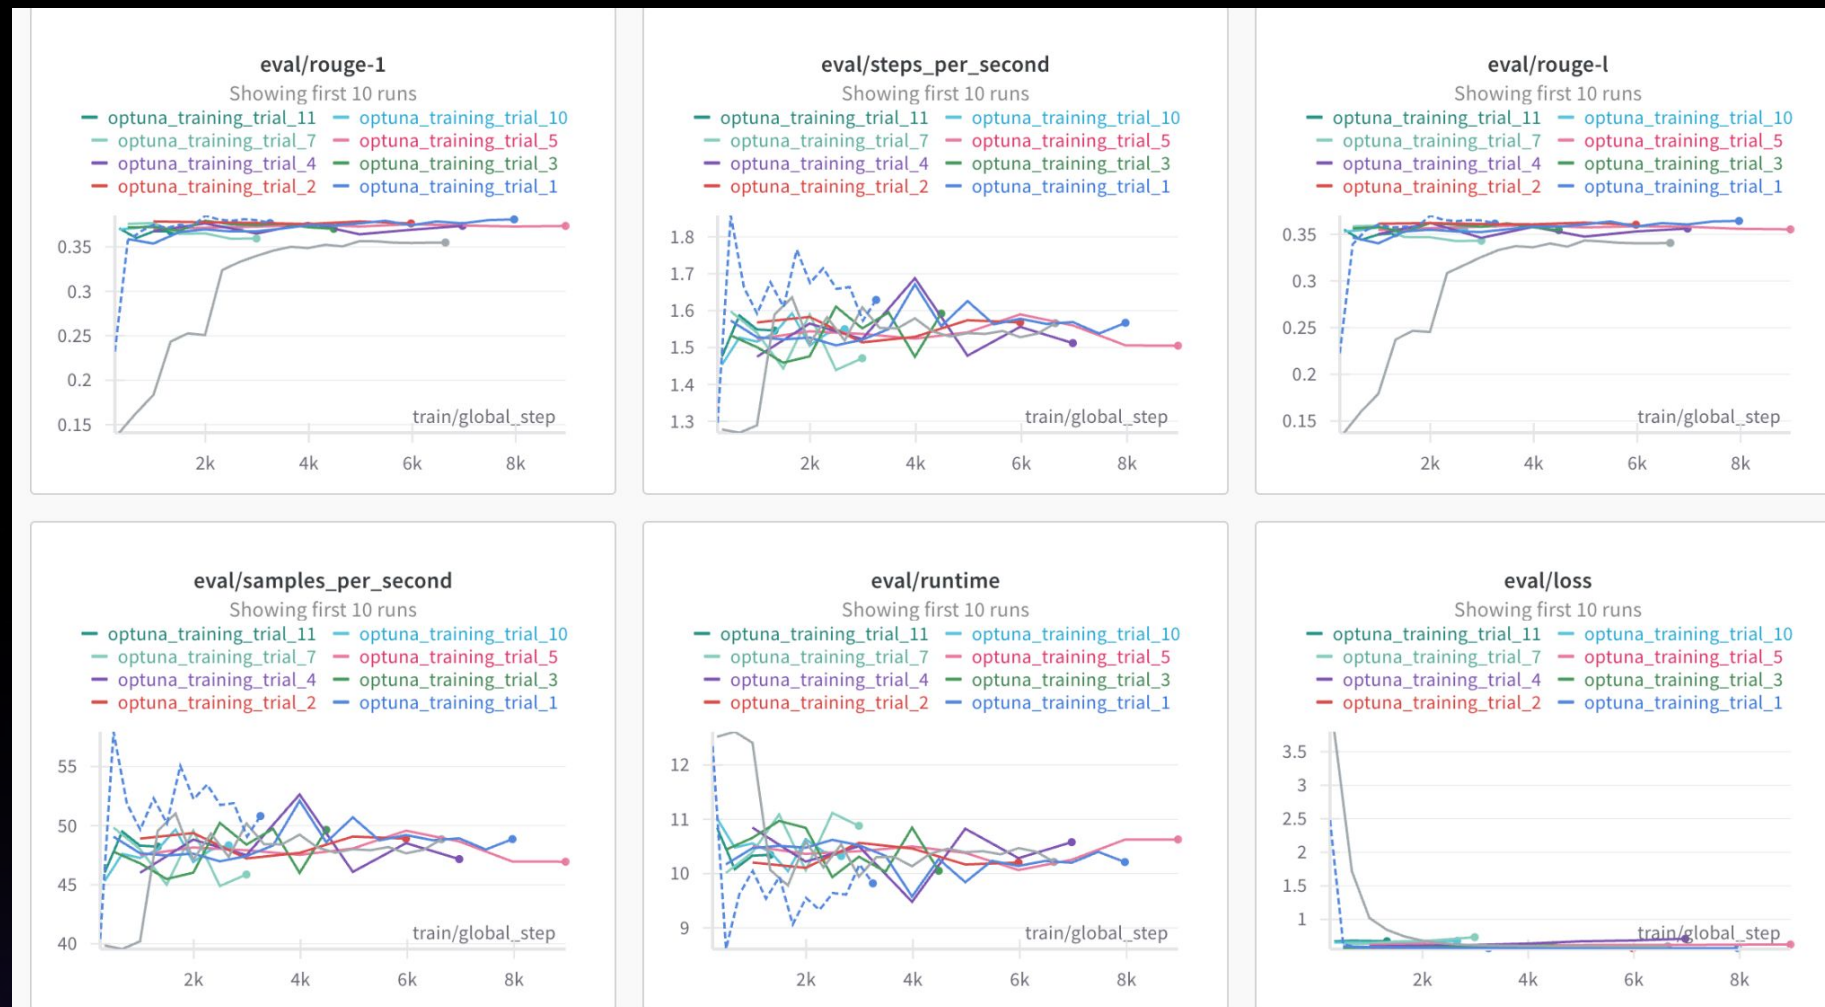 eval/rouge-1
Showing first 10 runs
optuna_training_trial_11 optuna_training_trial_10
optuna_training_trial_7 optuna_training_trial_5
optuna_training_trial_4 optuna_training_trial_3
optuna_training_trial_2 optuna_training_trial_1
0.35
0.3
0.25
0.2
0.15
train/global_step
2k 4k 6k 8k
eval/steps_per_second
Showing first 10 runs
optuna_training_trial_11 optuna_training_trial_10
optuna_training_trial_7 optuna_training_trial_5
optuna_training_trial_4 optuna_training_trial_3
optuna_training_trial_2 optuna_training_trial_1
1.8
1.7
1.6
1.5
1.4
1.3
train/global_step
2k 4k 6k 8k
eval/rouge-l
Showing first 10 runs
optuna_training_trial_11 optuna_training_trial_10
optuna_training_trial_7 optuna_training_trial_5
optuna_training_trial_4 optuna_training_trial_3
optuna_training_trial_2 optuna_training_trial_1
0.35
0.3
0.25
0.2
0.15
train/global_step
2k 4k 6k 8k
eval/samples_per_second
Showing first 10 runs
optuna_training_trial_11 optuna_training_trial_10
optuna_training_trial_7 optuna_training_trial_5
optuna_training_trial_4 optuna_training_trial_3
optuna_training_trial_2 optuna_training_trial_1
55
50
45
40
train/global_step
2k 4k 6k 8k
eval/runtime
Showing first 10 runs
optuna_training_trial_11 optuna_training_trial_10
optuna_training_trial_7 optuna_training_trial_5
optuna_training_trial_4 optuna_training_trial_3
optuna_training_trial_2 optuna_training_trial_1
12
11
10
9
train/global_step
2k 4k 6k 8k
eval/loss
Showing first 10 runs
optuna_training_trial_11 optuna_training_trial_10
optuna_training_trial_7 optuna_training_trial_5
optuna_training_trial_4 optuna_training_trial_3
optuna_training_trial_2 optuna_training_trial_1
3.5
3
2.5
2
1.5
1
train/global_step
2k 4k 6k 8k